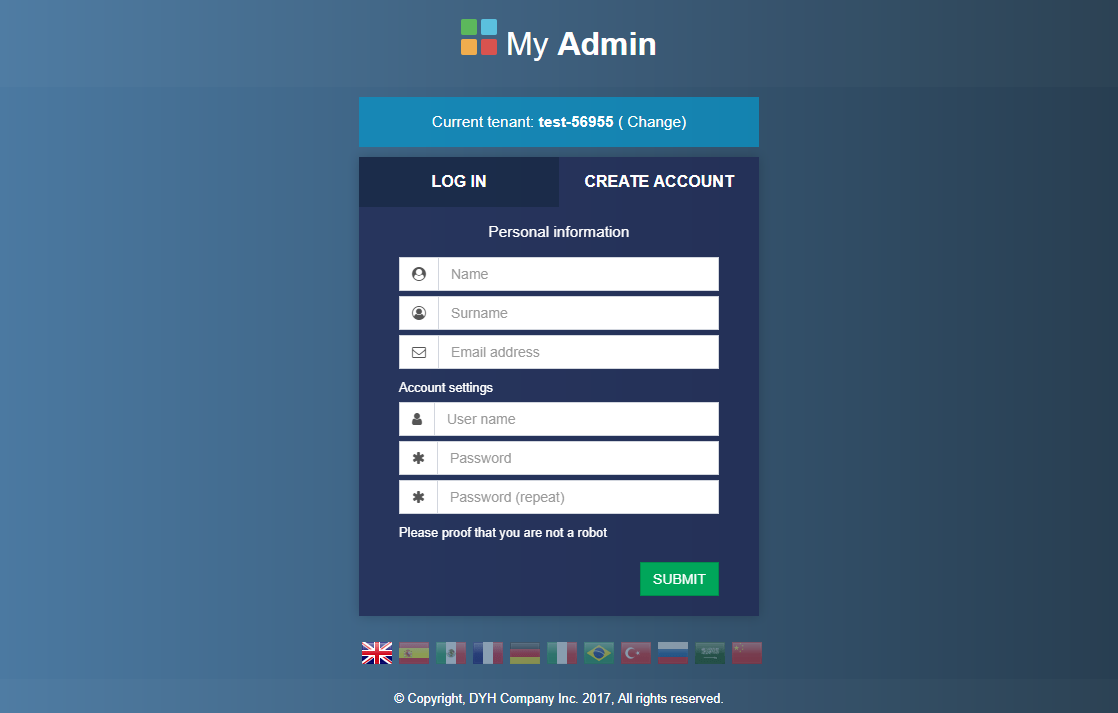 My Admin
Current tenant: test-56955 ( Change)
LOG IN
CREATE ACCOUNT
Personal information
Name
Surname
Email address
Account settings
User name
Password
Password (repeat)
Please proof that you are not a robot
SUBMIT
© Copyright, DYH Company Inc. 2017, All rights reserved.